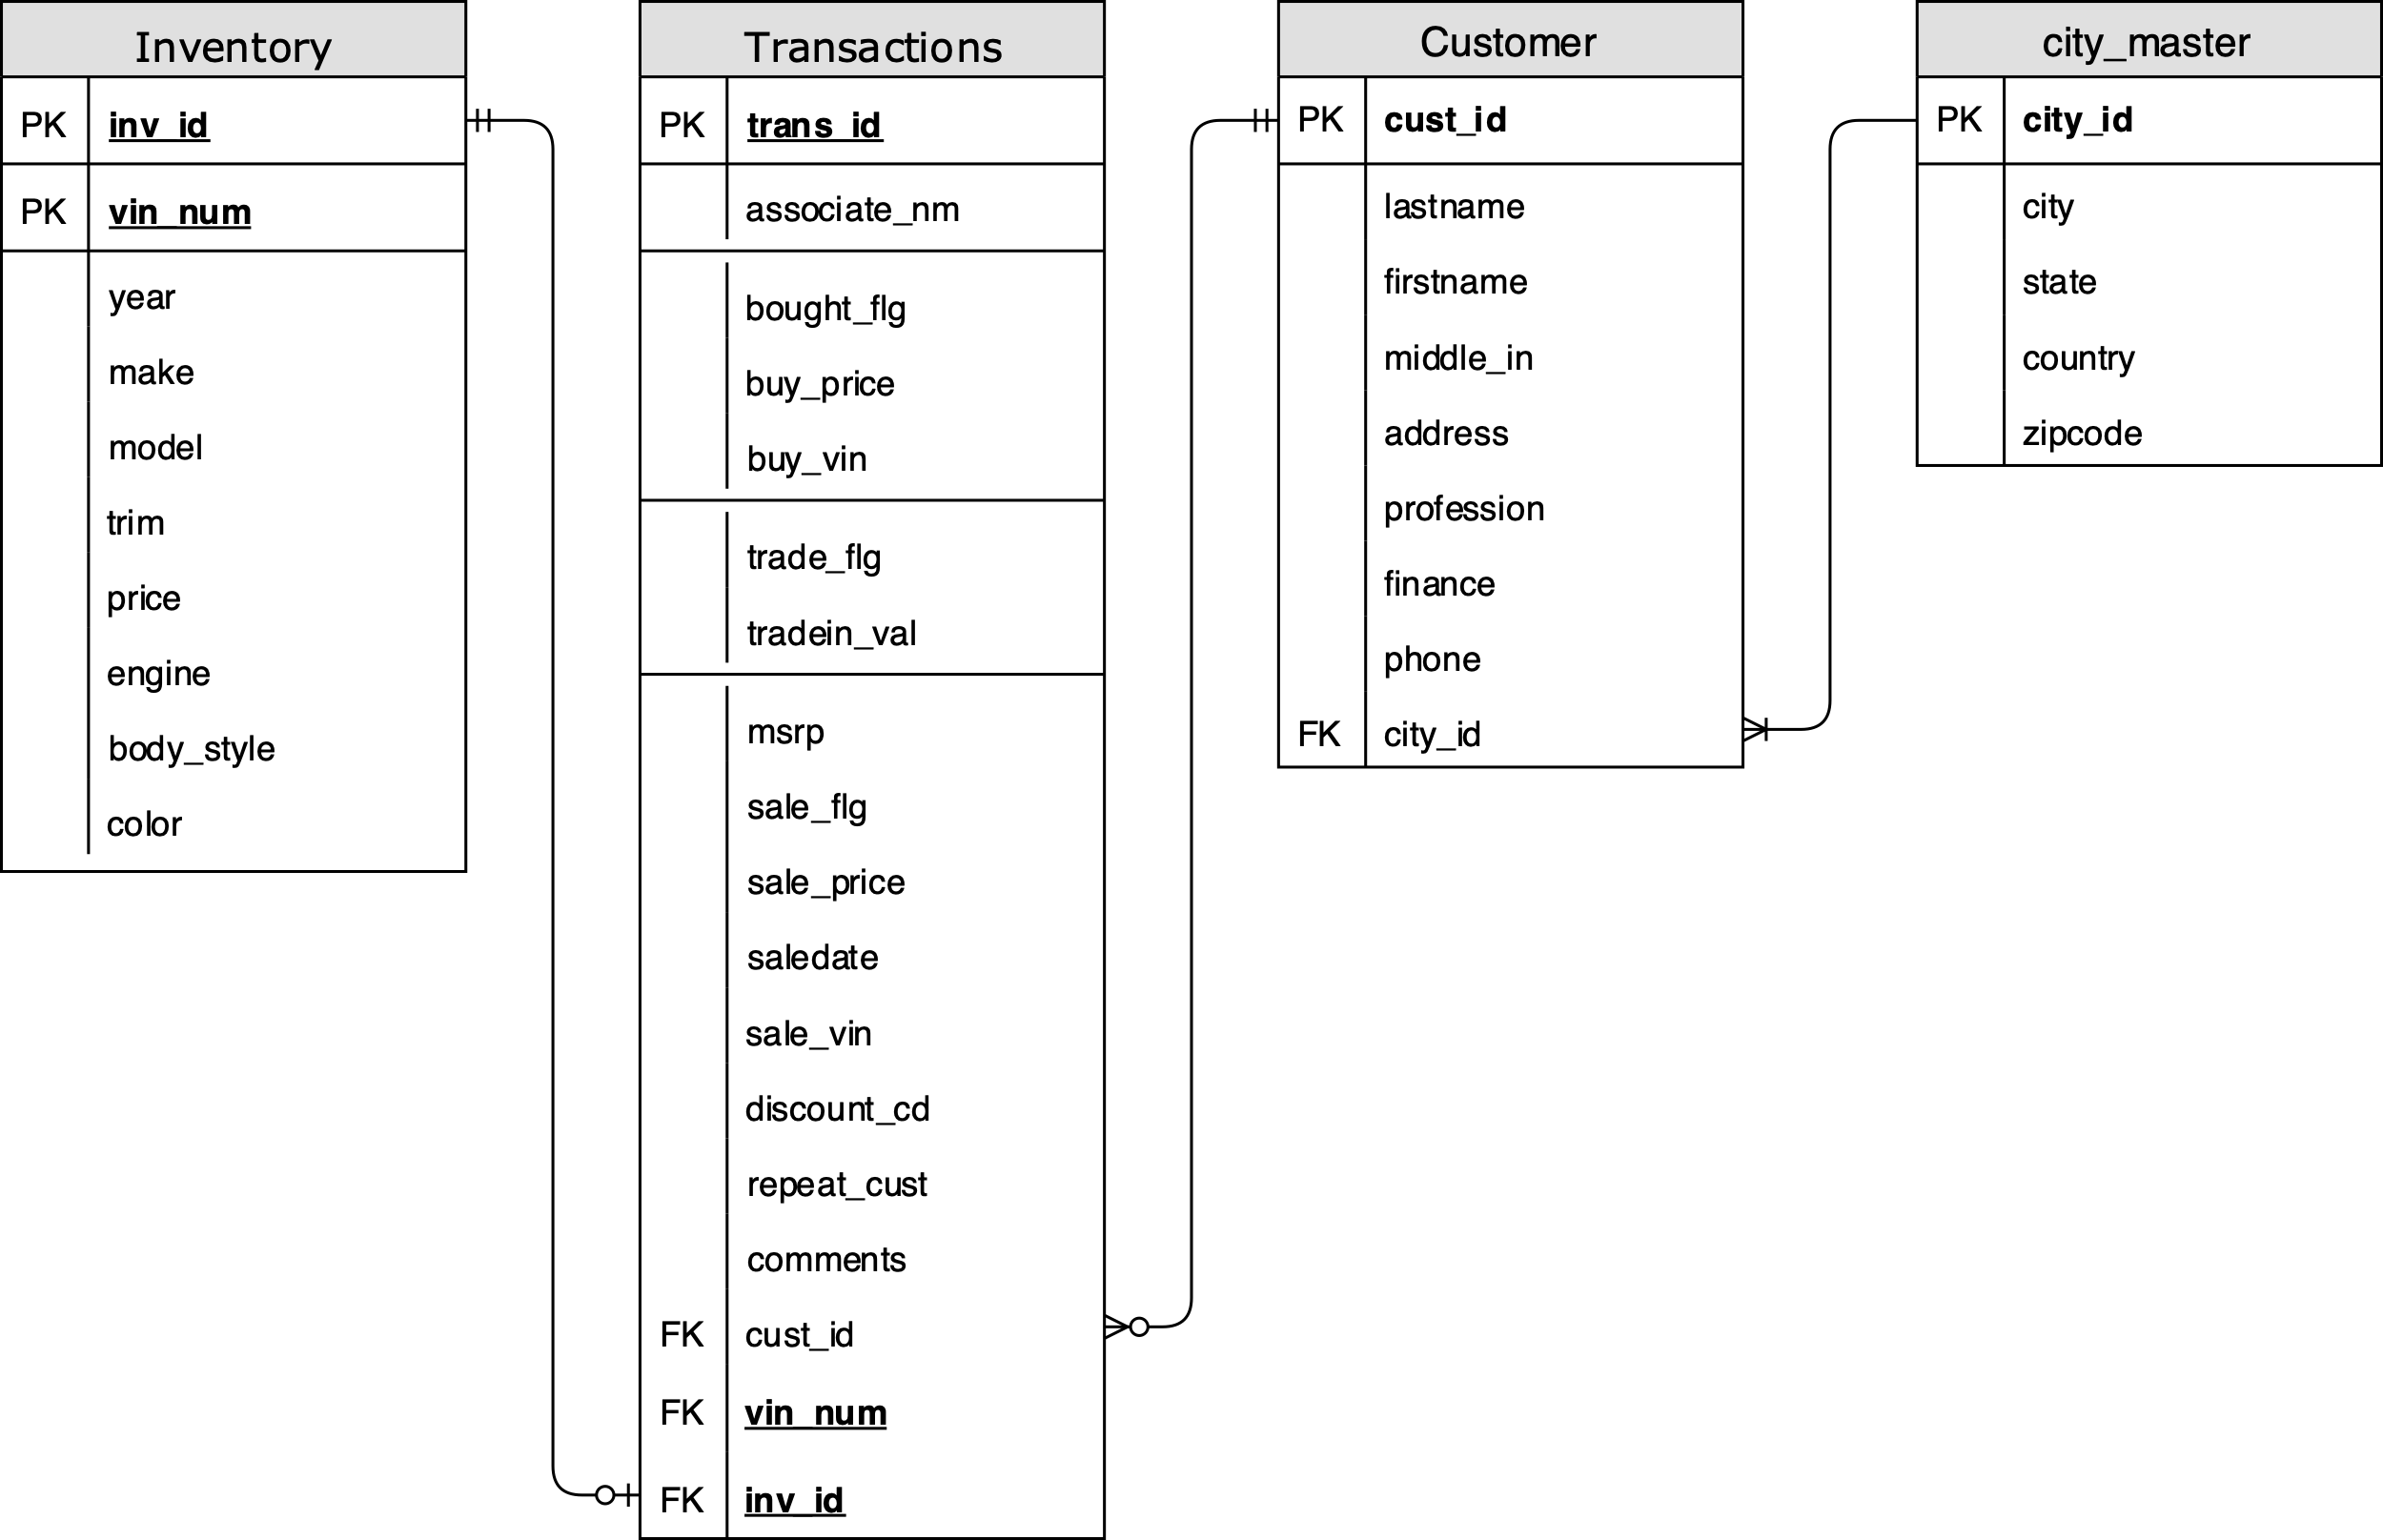 Inventory
PK inv_id
PK vin_num
year
make
model
trim
price
engine
body_style
color
Transactions
PK trans_id
associate_nm
bought_flg
buy_price
buy_vin
trade_flg
tradein_val
msrp
sale_flg
sale_price
saledate
sale_vin
discount_cd
repeat_cust
comments
FK cust_id
FK vin_num
FK inv_id
Customer
PK cust_id
lastname
firstname
middle_in
address
profession
finance
phone
FK city_id
city_master
PK city_id
city
state
country
zipcode